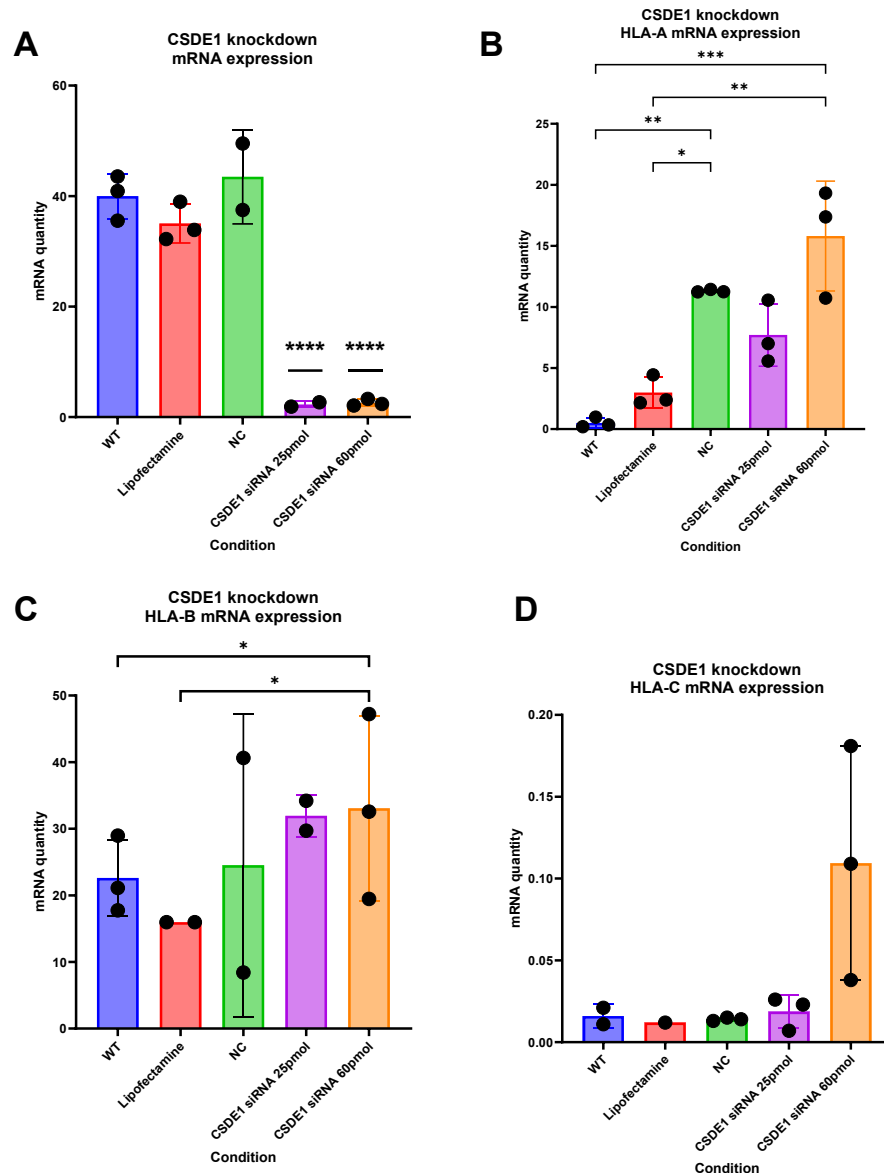 A
CSDE1 knockdown
mRNA expression
60
40
20
0
mRNA quantity
**** ****
WT
Lipofectamine
NC
CSDE1 siRNA 25pmol
CSDE1 siRNA 60pmol
Condition
B
CSDE1 knockdown
HLA-A mRNA expression
***
**
**
*
25
20
15
10
5
0
mRNA quantity
WT
Lipofectamine
NC
CSDE1 siRNA 25pmol
CSDE1 siRNA 60pmol
Condition
C
CSDE1 knockdown
HLA-B mRNA expression
*
*
50
40
30
20
10
0
mRNA quantity
WT
Lipofectamine
NC
CSDE1 siRNA 25pmol
CSDE1 siRNA 60pmol
Condition
D
CSDE1 knockdown
HLA-C mRNA expression
0.20
0.15
0.10
0.05
0.00
mRNA quantity
WT
Lipofectamine
NC
CSDE1 siRNA 25pmol
CSDE1 siRNA 60pmol
Condition